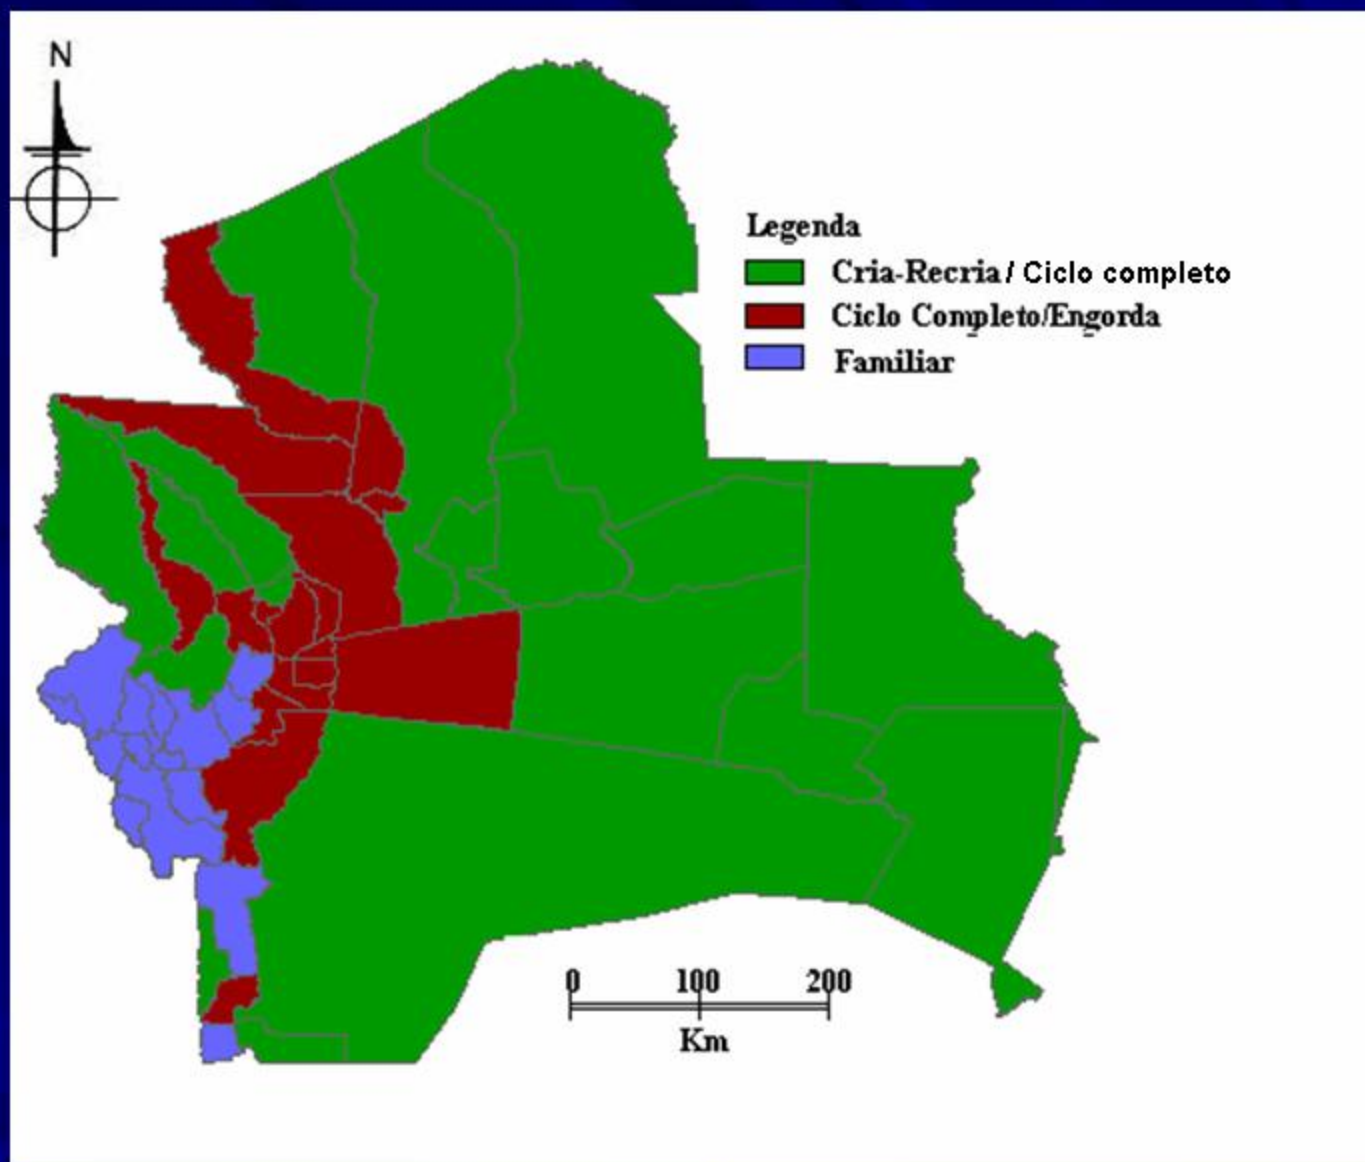 N
Legenda
Cria-Recria / Ciclo completo
Ciclo Completo/Engorda
Familiar
0 100 200
Km